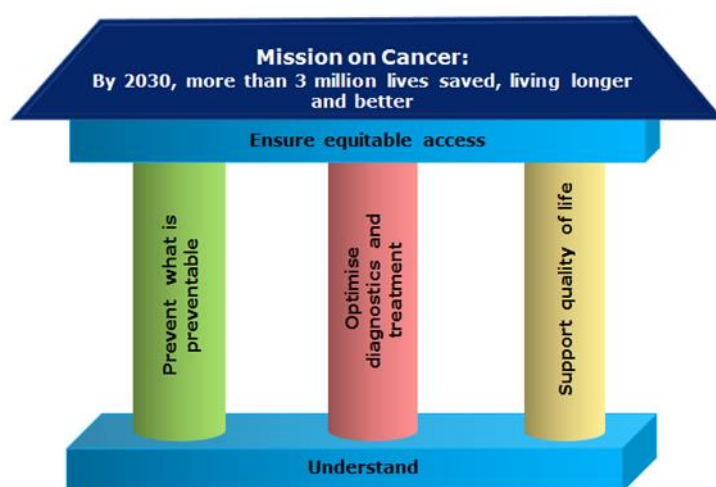 Mission on Cancer:
By 2030, more than 3 million lives saved, living longer
and better
Ensure equitable access
Prevent what is
preventable
Optimise
diagnostics and
treatment
Support quality of life
Understand